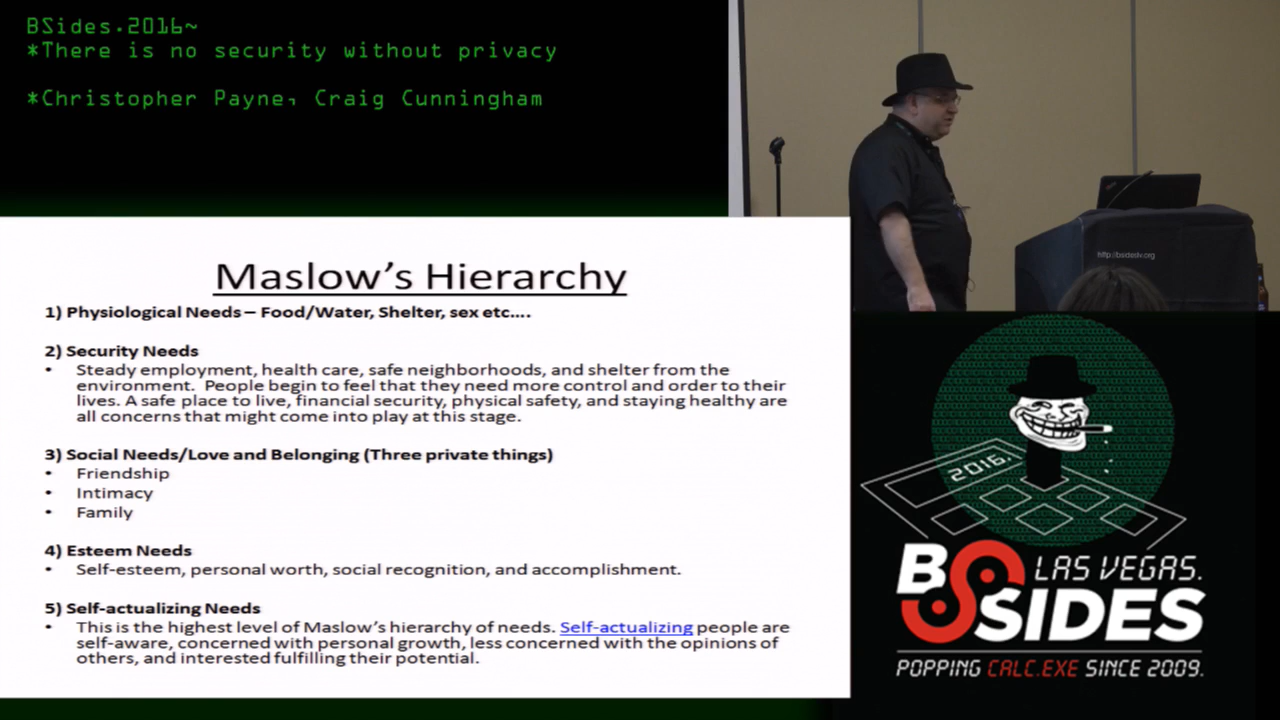 BSides.2016~
*There is no security without privacy
*Christopher Payne, Craig Cunningham
http://bsideslv.org
Maslow's Hierarchy
1) Physiological Needs – Food/Water, Shelter, sex etc....
2) Security Needs
• Steady employment, health care, safe neighborhoods, and shelter from the
environment. People begin to feel that they need more control and order to their
lives. A safe place to live, financial security, physical safety, and staying healthy are
all concerns that might come into play at this stage.
3) Social Needs/Love and Belonging (Three private things)
• Friendship
• Intimacy
• Family
4) Esteem Needs
• Self-esteem, personal worth, social recognition, and accomplishment.
5) Self-actualizing Needs
• This is the highest level of Maslow's hierarchy of needs. Self-actualizing people are
self-aware, concerned with personal growth, less concerned with the opinions of
others, and interested fulfilling their potential.
2016.
BSIDES
LAS VEGAS.
POPPING CALC.EXE SINCE 2009.